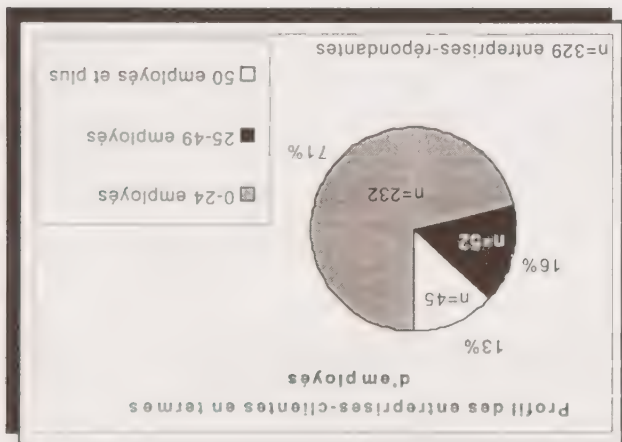 Profil des entreprises-clientes en termes
d'employés
13%
n=45
16%
n=52
n=232
71%
0-24 employés
25-49 employés
50 employés et plus
n=329 entreprises-répondantes